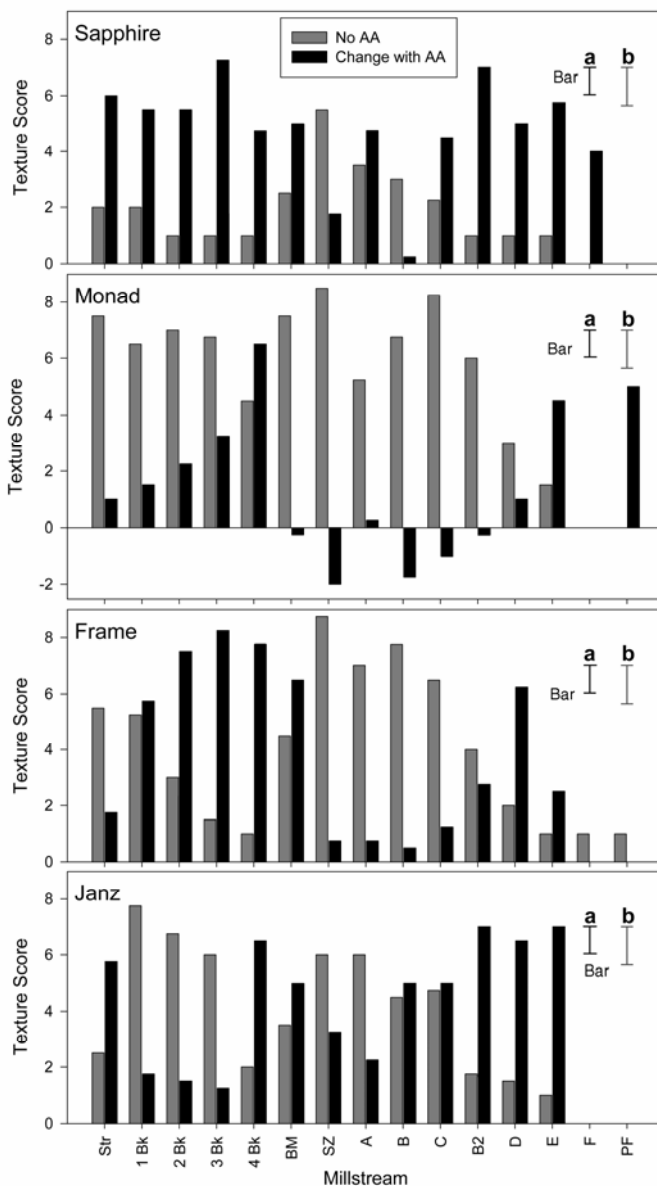 Sapphire
No AA
Change with AA
a b
Bar
Texture Score
8
6
4
2
0
Monad
a b
Bar
Texture Score
8
6
4
2
0
-2
Frame
a b
Bar
Texture Score
8
6
4
2
0
Janz
a b
Bar
Texture Score
8
6
4
2
0
Str 1 Bk 2 Bk 3 Bk 4 Bk BM SZ A B C B2 D E F PF
Millstream